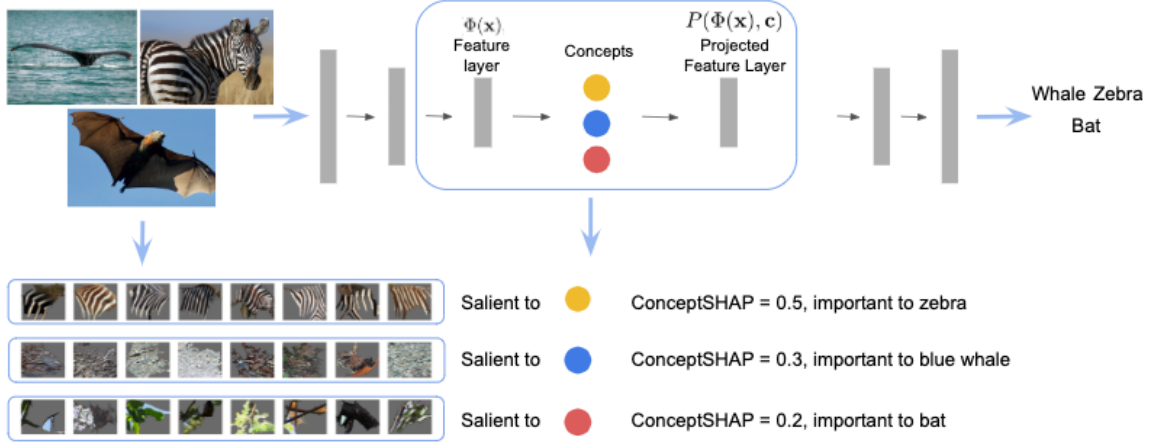 Φ(x)
Feature
layer
Concepts
P(Φ(x), c)
Projected
Feature Layer
Whale Zebra
Bat
Salient to
ConceptSHAP = 0.5, important to zebra
Salient to
ConceptSHAP = 0.3, important to blue whale
Salient to
ConceptSHAP = 0.2, important to bat